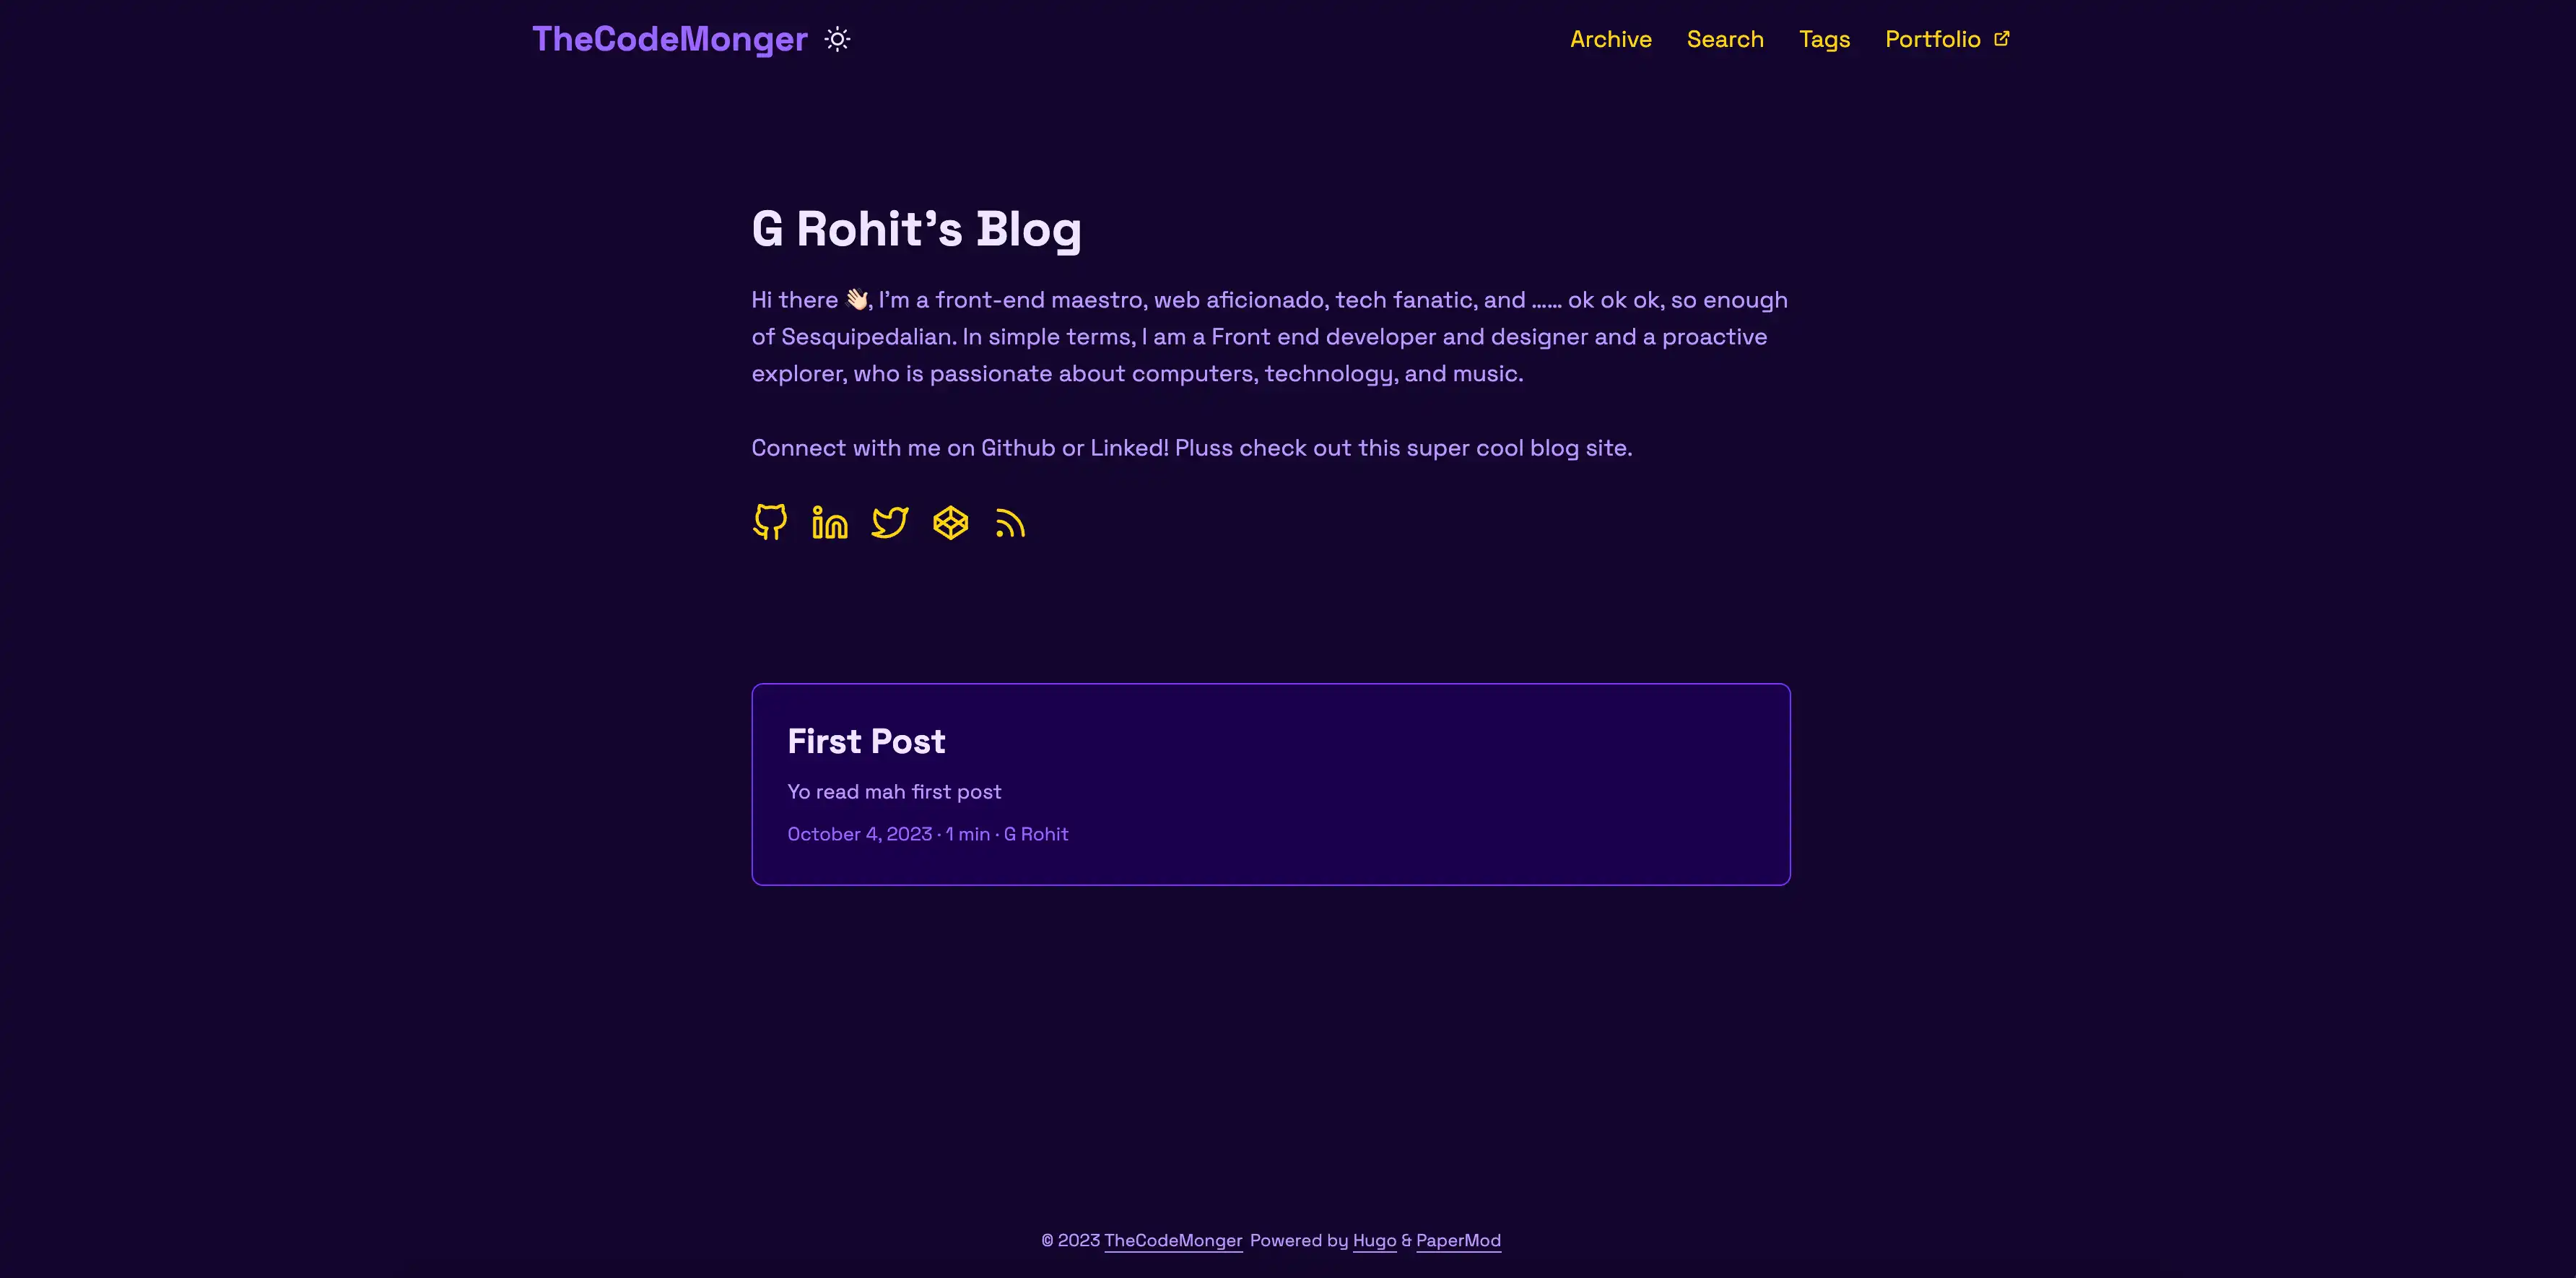 TheCodeMonger
Archive Search Tags Portfolio
G Rohit's Blog
Hi there 👋🏻, I'm a front-end maestro, web aficionado, tech fanatic, and ...... ok ok ok, so enough
of Sesquipedalian. In simple terms, I am a Front end developer and designer and a proactive
explorer, who is passionate about computers, technology, and music.
Connect with me on Github or Linked! Pluss check out this super cool blog site.
First Post
Yo read mah first post
October 4, 2023 · 1 min · G Rohit
© 2023 TheCodeMonger Powered by Hugo & PaperMod